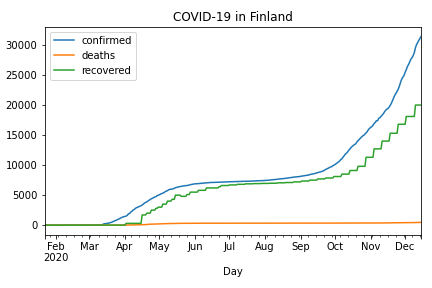 COVID-19 in Finland
confirmed
deaths
recovered
30000
25000
20000
15000
10000
5000
0
Feb Mar Apr May Jun Jul Aug Sep Oct Nov Dec
2020
Day